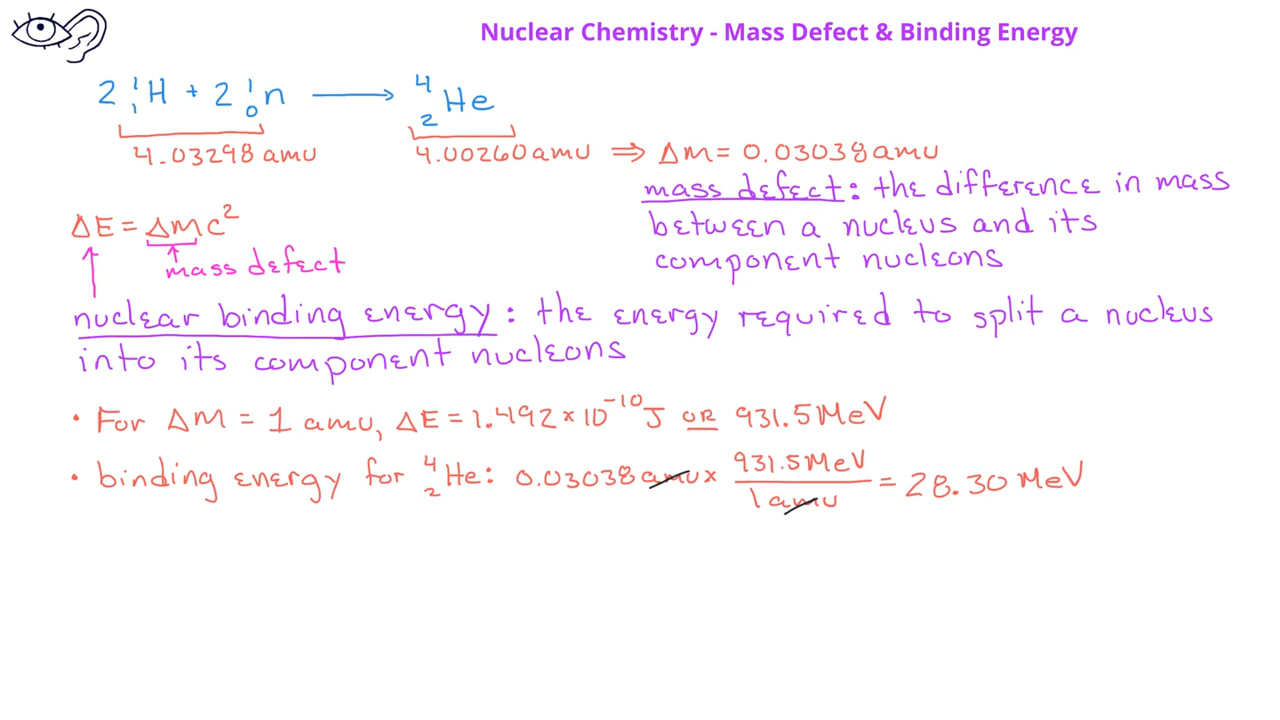 Nuclear Chemistry - Mass Defect & Binding Energy
2 ¹₁H + 2 ¹₀n ⟶ ⁴₂He
4.03298 amu 4.00260 amu ⇒ ΔM = 0.03038 amu
mass defect: the difference in mass
between a nucleus and its
component nucleons
ΔE = Δmc²
mass defect
nuclear binding energy: the energy required to split a nucleus
into its component nucleons
• For ΔM = 1 amu, ΔE = 1.492 × 10⁻¹⁰ J OR 931.5 MeV
• binding energy for ⁴₂He: 0.03038 amu × 931.5 MeV / 1 amu = 28.30 MeV